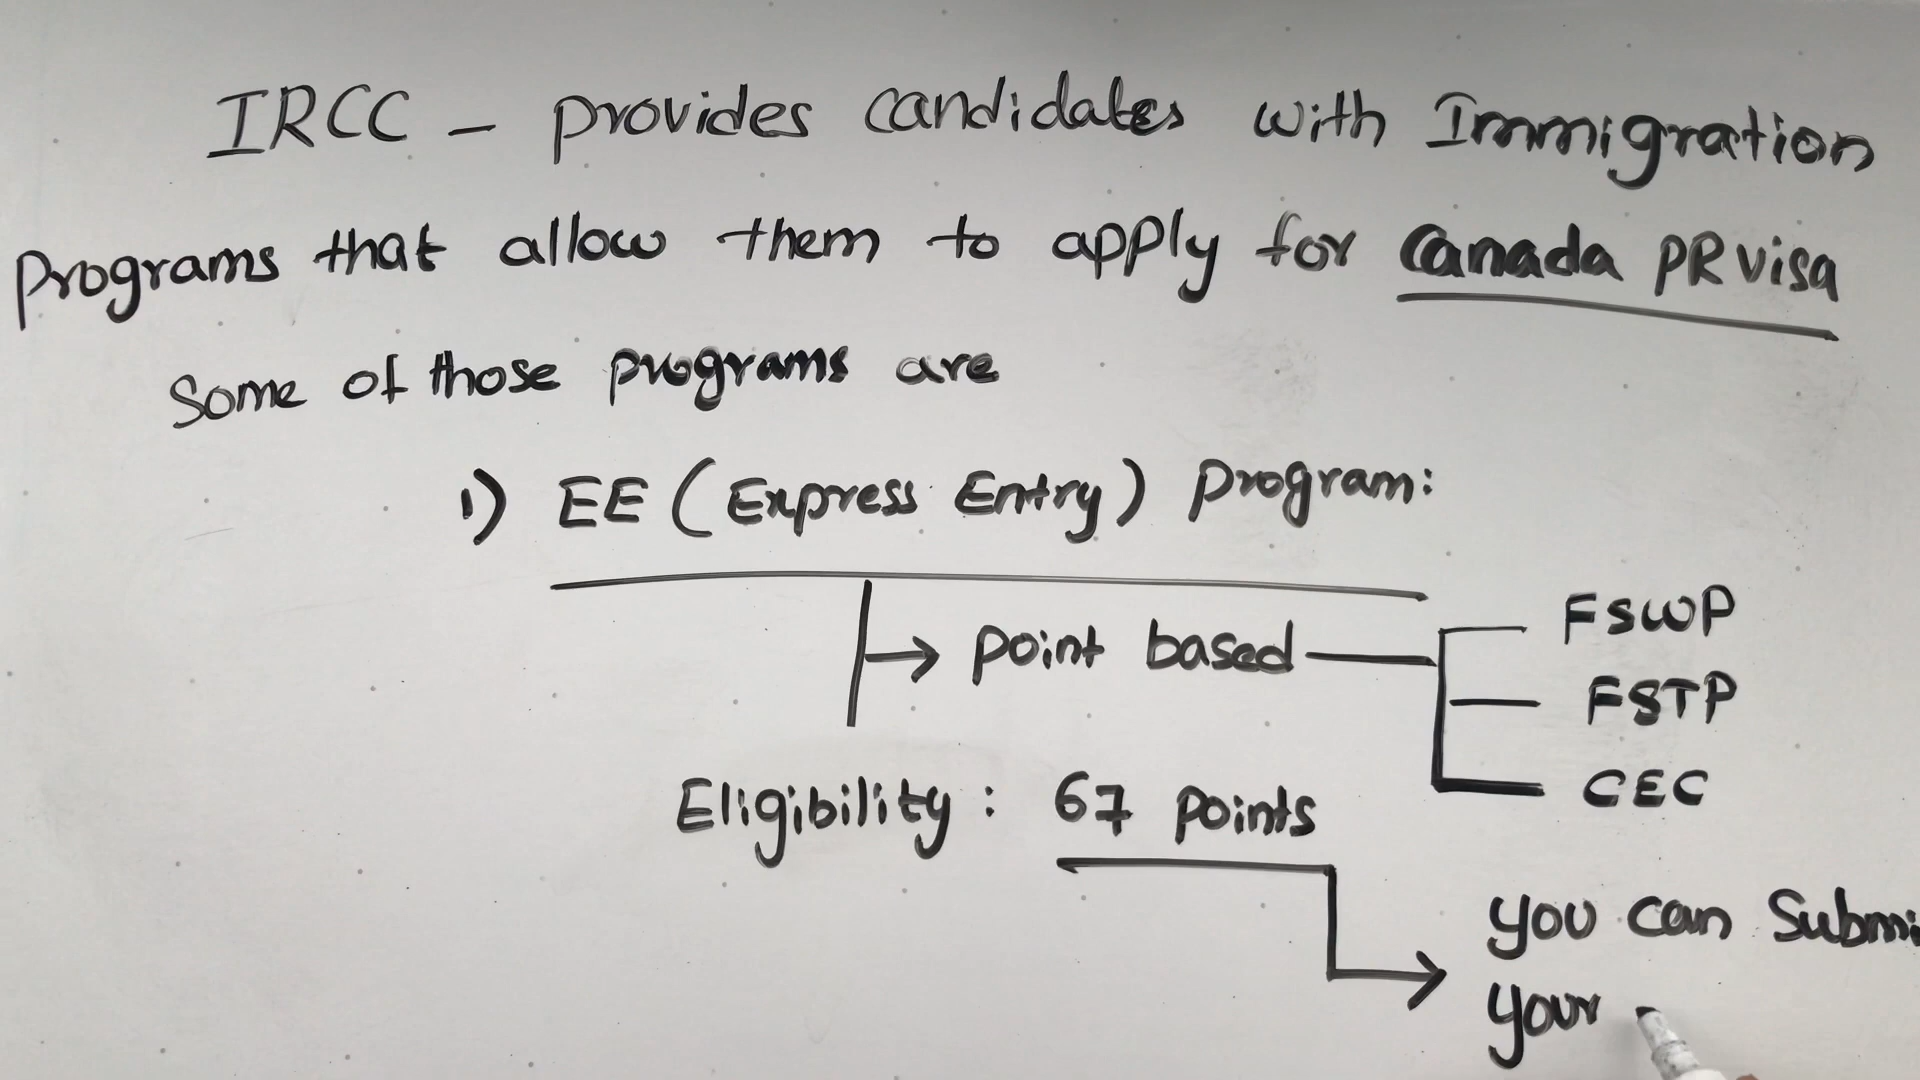 IRCC - provides candidates with Immigration
programs that allow them to apply for Canada PR visa
Some of those programs are
1) EE (Express Entry) Program:
→ point based
FSWP
FSTP
CEC
Eligibility: 67 points
→ you can Submi
your